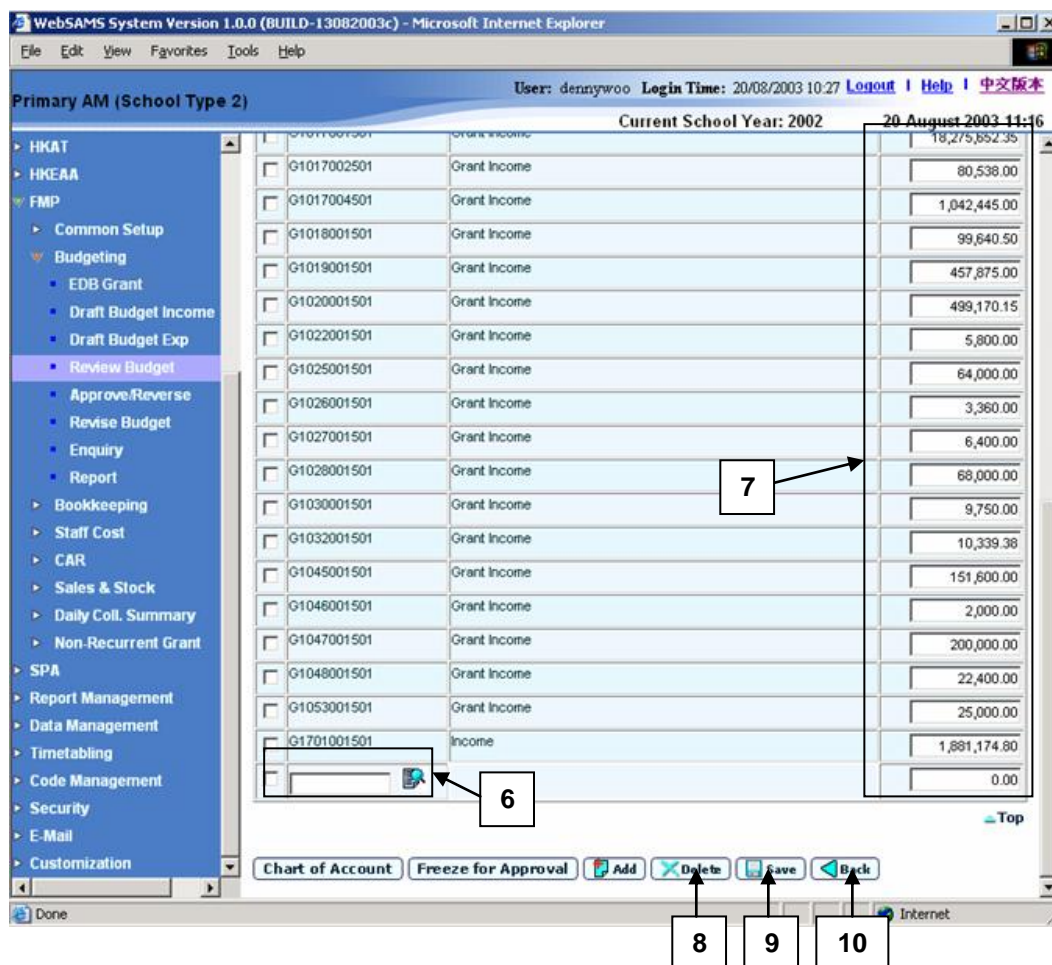 WebSAMS System Version 1.0.0 (BUILD-13082003c) - Microsoft Internet Explorer
File Edit View Favorites Tools Help
User: dennywoo Login Time: 20/08/2003 10:27 Logout | Help | 中文版本
Primary AM (School Type 2)
Current School Year: 2002 20 August 2003 11:16
HKAT
HKEAA
FMP
Common Setup
Budgeting
EDB Grant
Draft Budget Income
Draft Budget Exp
Review Budget
Approve/Reverse
Revise Budget
Enquiry
Report
Bookkeeping
Staff Cost
CAR
Sales & Stock
Daily Coll. Summary
Non-Recurrent Grant
SPA
Report Management
Data Management
Timetabling
Code Management
Security
E-Mail
Customization
G1017001501 Grant Income 18,275,652.35
G1017002501 Grant Income 80,538.00
G1017004501 Grant Income 1,042,445.00
G1018001501 Grant Income 99,640.50
G1019001501 Grant Income 457,875.00
G1020001501 Grant Income 499,170.15
G1022001501 Grant Income 5,800.00
G1025001501 Grant Income 64,000.00
G1026001501 Grant Income 3,360.00
G1027001501 Grant Income 6,400.00
G1028001501 Grant Income 68,000.00
G1030001501 Grant Income 9,750.00
G1032001501 Grant Income 10,339.38
G1045001501 Grant Income 151,600.00
G1046001501 Grant Income 2,000.00
G1047001501 Grant Income 200,000.00
G1048001501 Grant Income 22,400.00
G1053001501 Grant Income 25,000.00
G1701001501 Income 1,881,174.80
0.00
7
6
Top
Chart of Account Freeze for Approval Add Delete Save Back
Done Internet
8 9 10